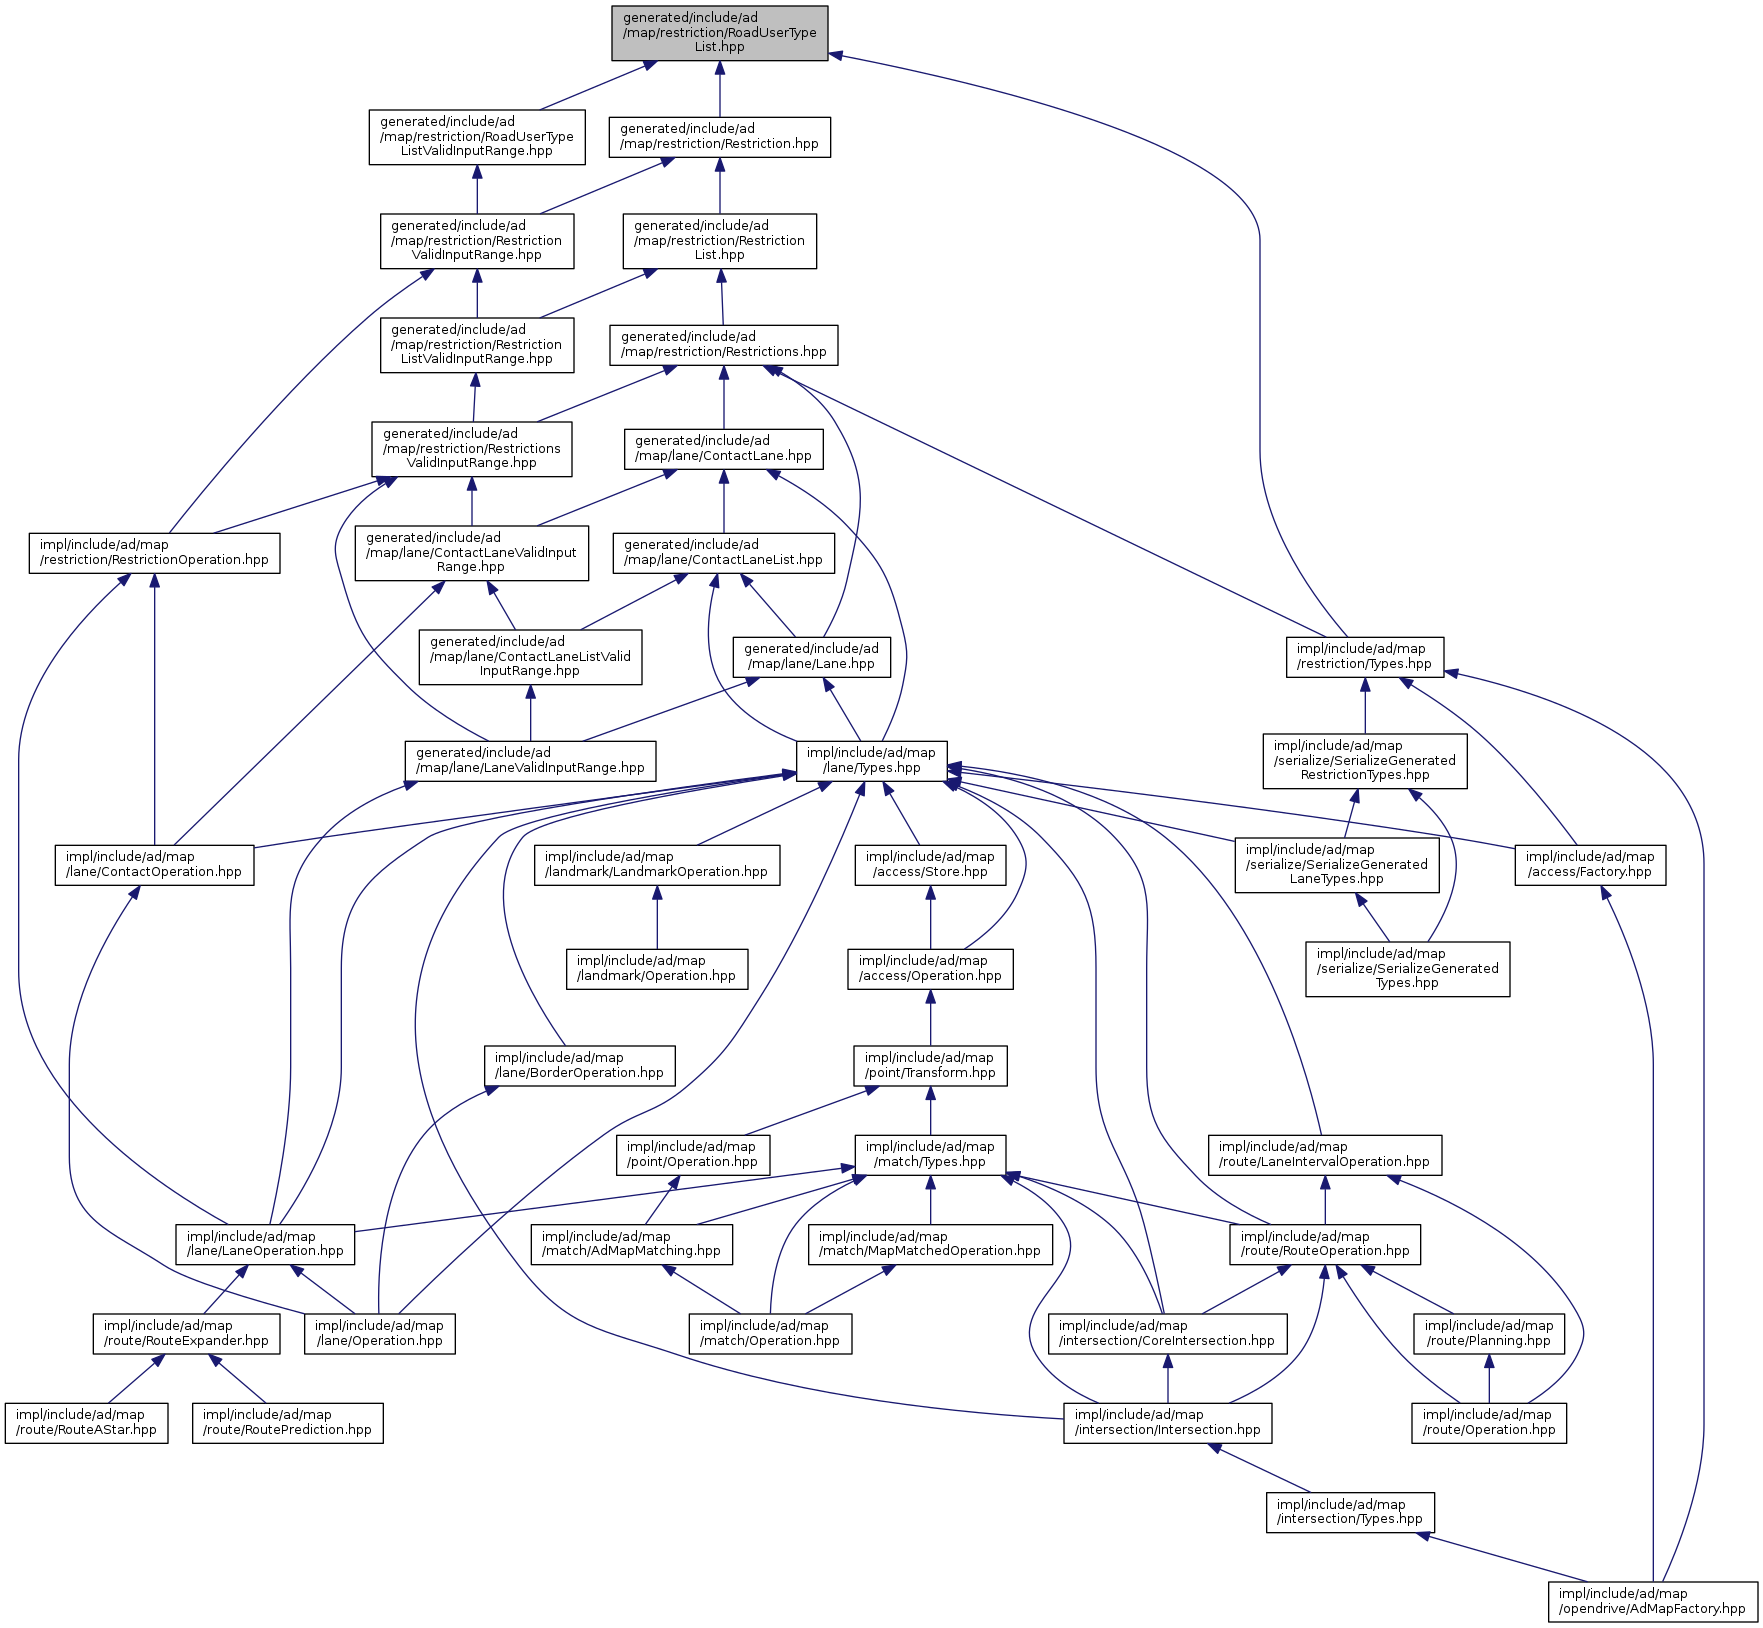 generated/include/ad
/map/restriction/RoadUserType
List.hpp
generated/include/ad
/map/restriction/RoadUserType
ListValidInputRange.hpp
generated/include/ad
/map/restriction/Restriction.hpp
generated/include/ad
/map/restriction/Restriction
ValidInputRange.hpp
generated/include/ad
/map/restriction/Restriction
List.hpp
generated/include/ad
/map/restriction/Restriction
ListValidInputRange.hpp
generated/include/ad
/map/restriction/Restrictions.hpp
generated/include/ad
/map/restriction/Restrictions
ValidInputRange.hpp
generated/include/ad
/map/lane/ContactLane.hpp
impl/include/ad/map
/restriction/RestrictionOperation.hpp
generated/include/ad
/map/lane/ContactLaneValidInput
Range.hpp
generated/include/ad
/map/lane/ContactLaneList.hpp
generated/include/ad
/map/lane/ContactLaneListValid
InputRange.hpp
generated/include/ad
/map/lane/Lane.hpp
impl/include/ad/map
/restriction/Types.hpp
generated/include/ad
/map/lane/LaneValidInputRange.hpp
impl/include/ad/map
/lane/Types.hpp
impl/include/ad/map
/serialize/SerializeGenerated
RestrictionTypes.hpp
impl/include/ad/map
/lane/ContactOperation.hpp
impl/include/ad/map
/landmark/LandmarkOperation.hpp
impl/include/ad/map
/access/Store.hpp
impl/include/ad/map
/serialize/SerializeGenerated
LaneTypes.hpp
impl/include/ad/map
/access/Factory.hpp
impl/include/ad/map
/landmark/Operation.hpp
impl/include/ad/map
/access/Operation.hpp
impl/include/ad/map
/serialize/SerializeGenerated
Types.hpp
impl/include/ad/map
/lane/BorderOperation.hpp
impl/include/ad/map
/point/Transform.hpp
impl/include/ad/map
/point/Operation.hpp
impl/include/ad/map
/match/Types.hpp
impl/include/ad/map
/route/LaneIntervalOperation.hpp
impl/include/ad/map
/lane/LaneOperation.hpp
impl/include/ad/map
/match/AdMapMatching.hpp
impl/include/ad/map
/match/MapMatchedOperation.hpp
impl/include/ad/map
/route/RouteOperation.hpp
impl/include/ad/map
/route/RouteExpander.hpp
impl/include/ad/map
/lane/Operation.hpp
impl/include/ad/map
/match/Operation.hpp
impl/include/ad/map
/intersection/CoreIntersection.hpp
impl/include/ad/map
/route/Planning.hpp
impl/include/ad/map
/route/RouteAStar.hpp
impl/include/ad/map
/route/RoutePrediction.hpp
impl/include/ad/map
/intersection/Intersection.hpp
impl/include/ad/map
/route/Operation.hpp
impl/include/ad/map
/intersection/Types.hpp
impl/include/ad/map
/opendrive/AdMapFactory.hpp